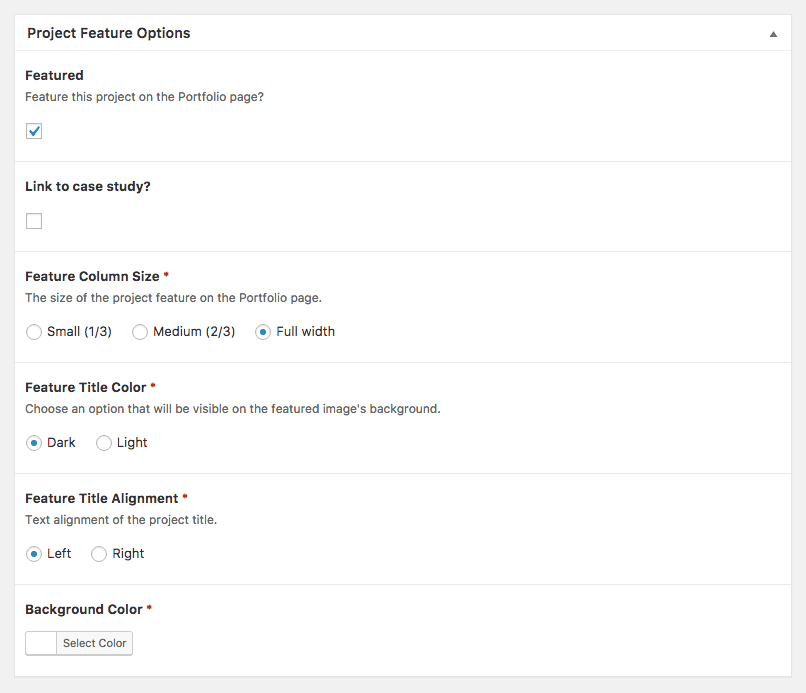 Project Feature Options
Featured
Feature this project on the Portfolio page?
Link to case study?
Feature Column Size *
The size of the project feature on the Portfolio page.
Small (1/3) Medium (2/3) Full width
Feature Title Color *
Choose an option that will be visible on the featured image's background.
Dark Light
Feature Title Alignment *
Text alignment of the project title.
Left Right
Background Color *
Select Color